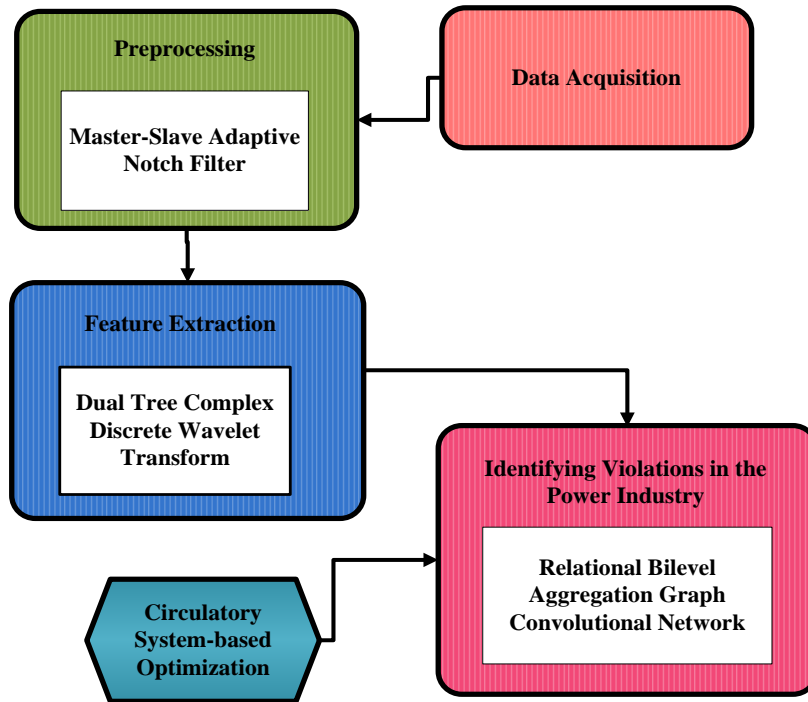 Preprocessing
Master-Slave Adaptive
Notch Filter
Data Acquisition
Feature Extraction
Dual Tree Complex
Discrete Wavelet
Transform
Identifying Violations in the
Power Industry
Relational Bilevel
Aggregation Graph
Convolutional Network
Circulatory
System-based
Optimization